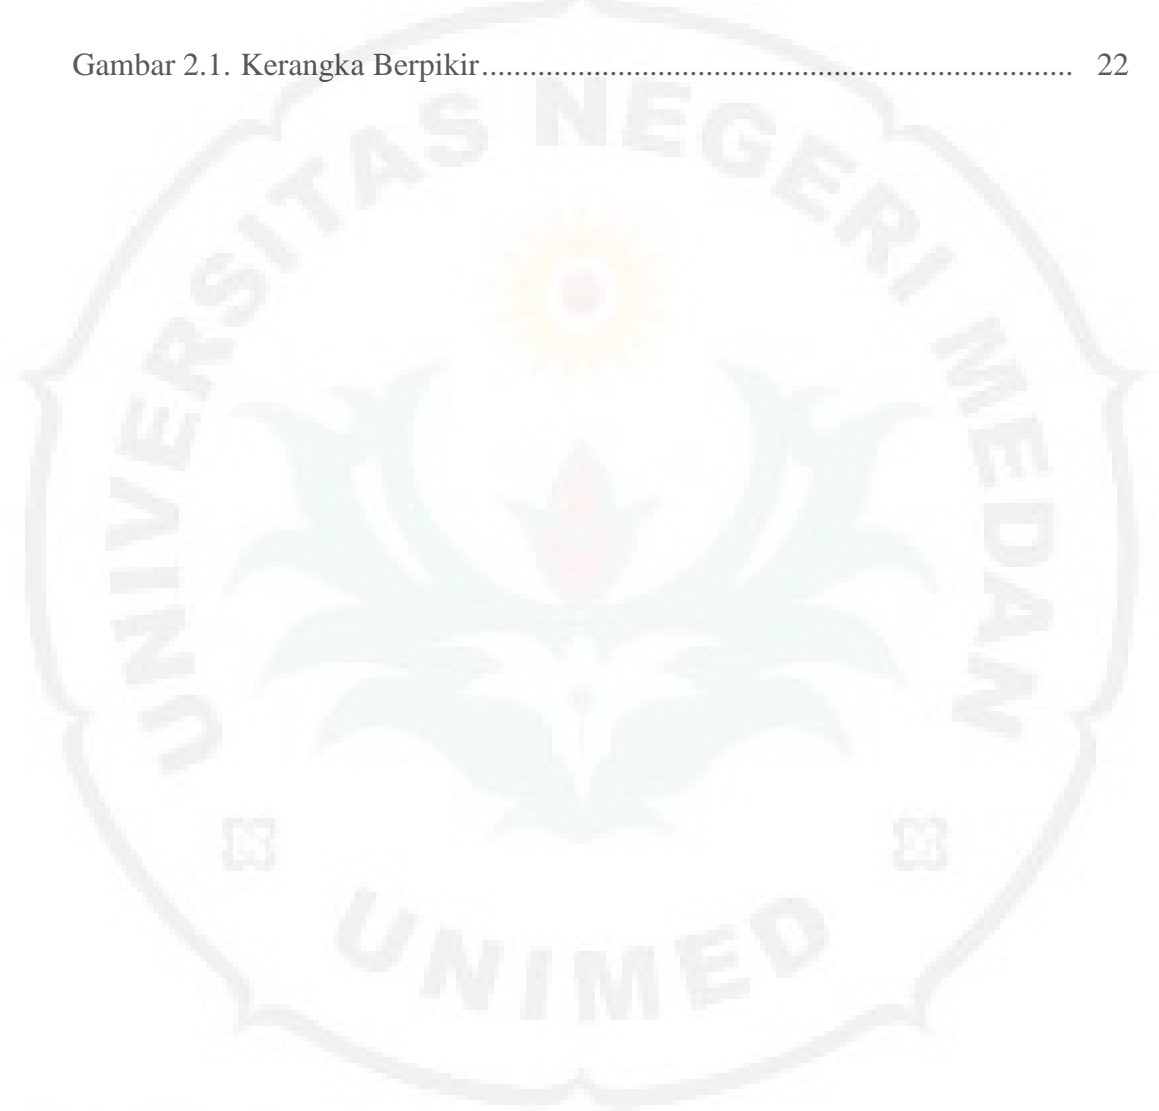 Gambar 2.1. Kerangka Berpikir.......................................................................... 22
UNIVERSITAS NEGERI MEDAN
UNIMED